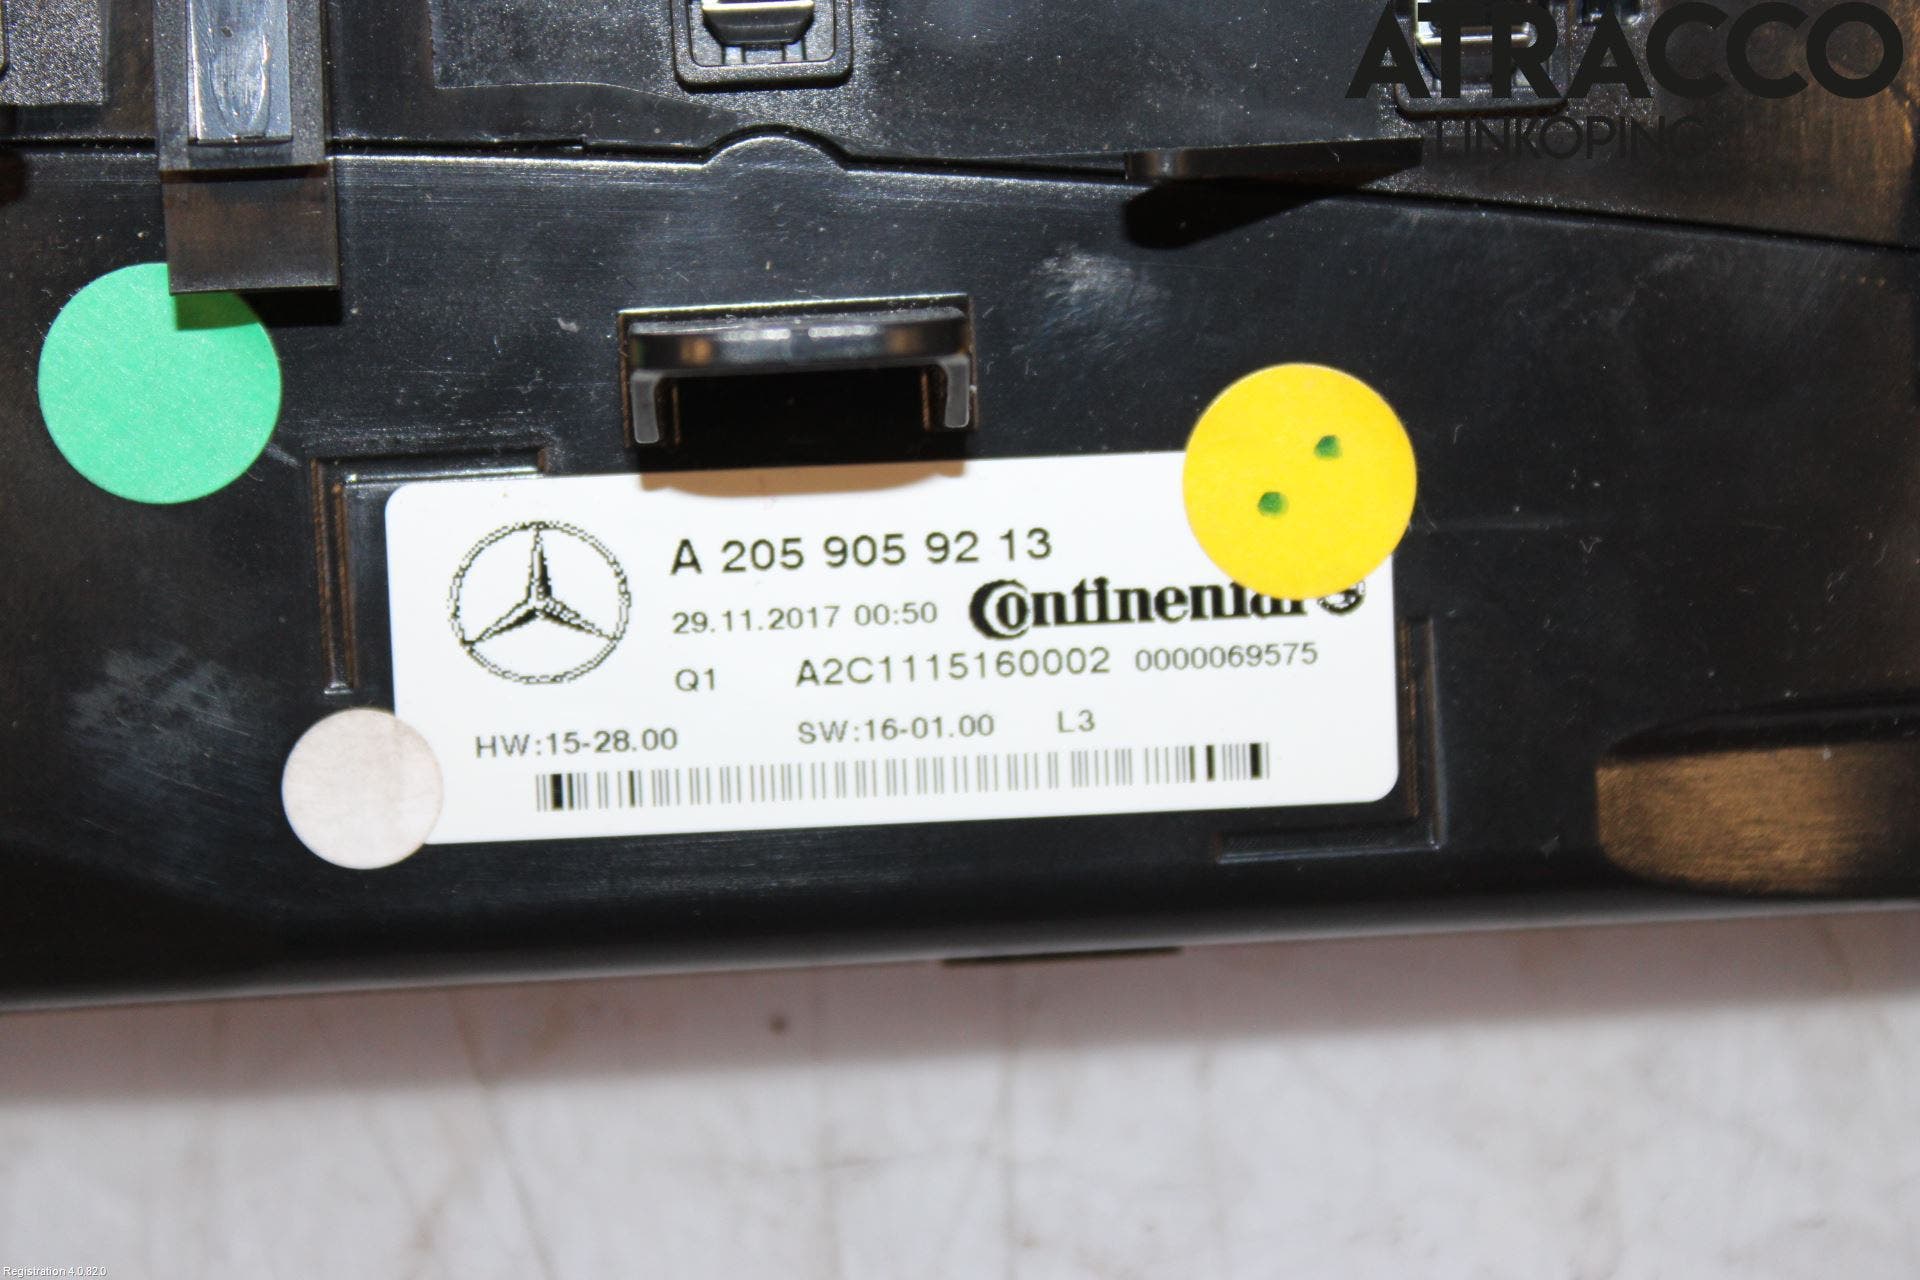 ATRACCO
LINKÖPING
A 205 905 92 13
29.11.2017 00:50 Continental
Q1 A2C1115160002 0000069575
HW:15-28.00 SW:16-01.00 L3
Registration 4.0.82.0